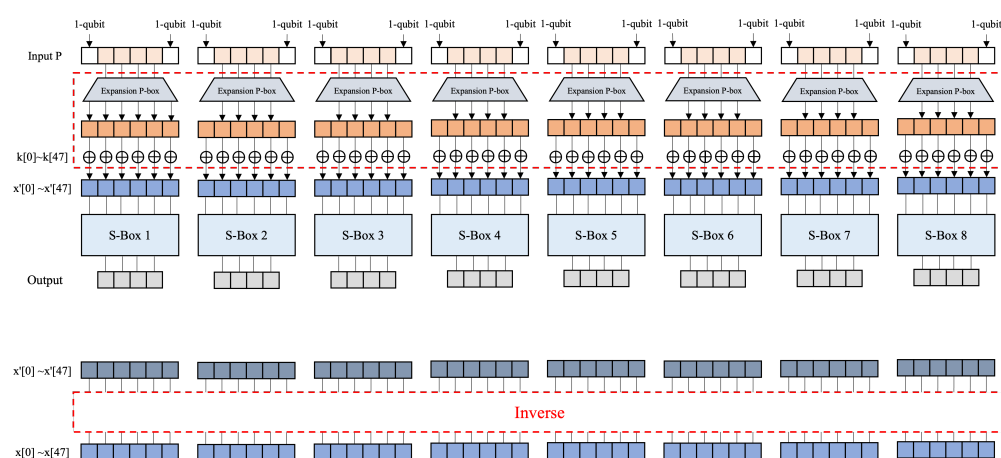 1-qubit 1-qubit 1-qubit 1-qubit 1-qubit 1-qubit 1-qubit 1-qubit 1-qubit 1-qubit 1-qubit 1-qubit 1-qubit 1-qubit 1-qubit 1-qubit
Input P
Expansion P-box Expansion P-box Expansion P-box Expansion P-box Expansion P-box Expansion P-box Expansion P-box Expansion P-box
k[0]~k[47]
x'[0] ~x'[47]
S-Box 1 S-Box 2 S-Box 3 S-Box 4 S-Box 5 S-Box 6 S-Box 7 S-Box 8
Output
x'[0] ~x'[47]
Inverse
x[0] ~x[47]